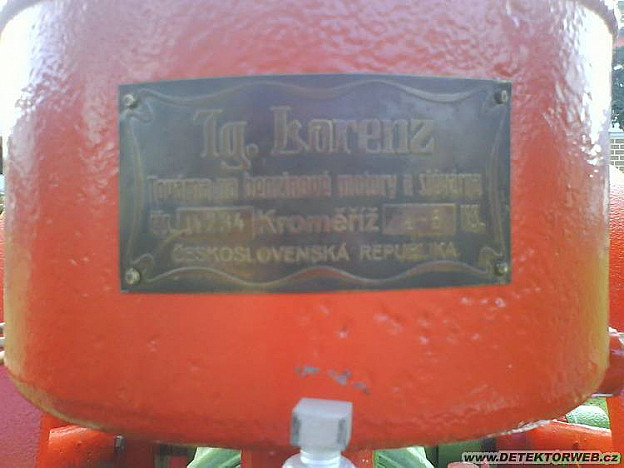 Ig. Lorenz
Továrna na benzinové motory a slévárna
Kroměříž
ČESKOSLOVENSKÁ REPUBLIKA
WWW.DETEKTORWEB.cz